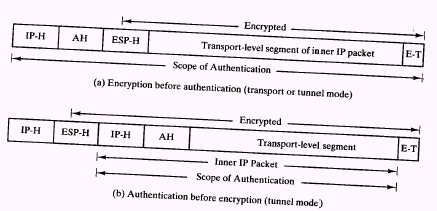 Encrypted
IP-H AH ESP-H Transport-level segment of inner IP packet E-T
Scope of Authentication
(a) Encryption before authentication (transport or tunnel mode)
Encrypted
IP-H ESP-H IP-H AH Transport-level segment E-T
Inner IP Packet
Scope of Authentication
(b) Authentication before encryption (tunnel mode)